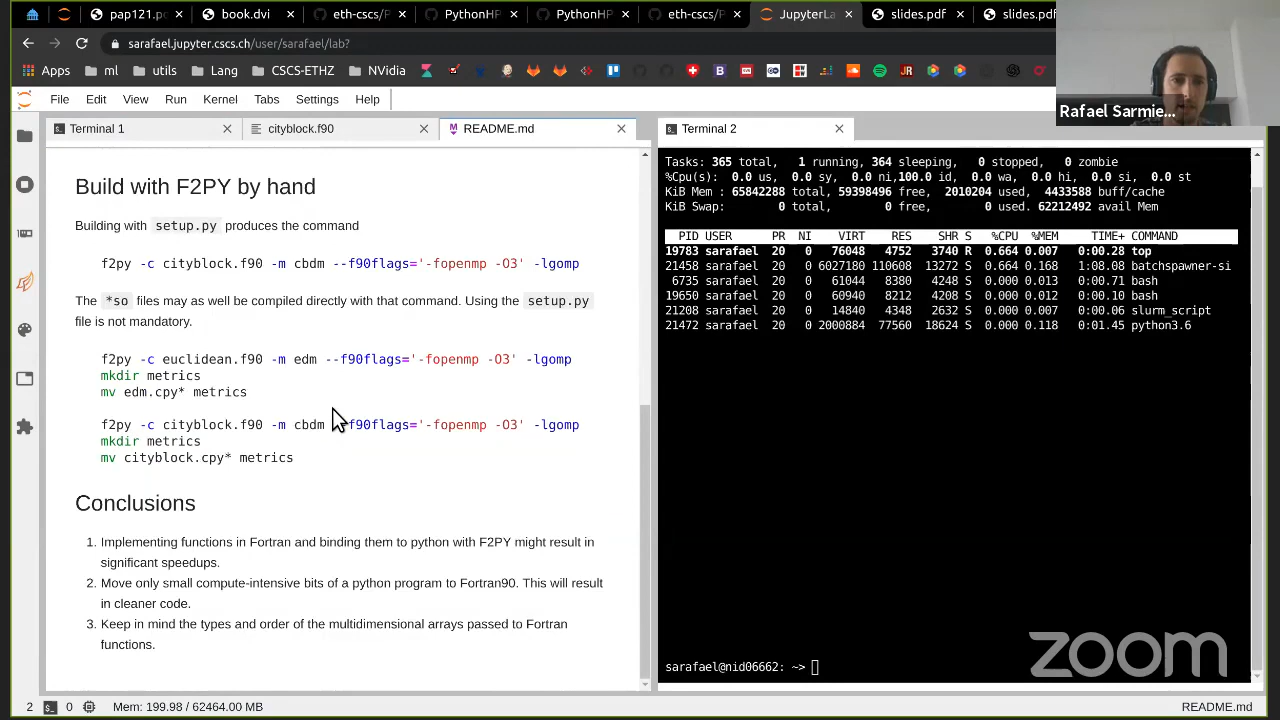 pap121.po
book.dvi
eth-cscs/P
PythonHP
PythonHP
eth-cscs/P
JupyterLa
slides.pdf
slides.pdf
sarafael.jupyter.cscs.ch/user/sarafael/lab?
Apps ml utils Lang CSCS-ETHZ NVidia
File Edit View Run Kernel Tabs Settings Help
Rafael Sarmie...
Terminal 1
cityblock.f90
README.md
Terminal 2
Build with F2PY by hand
Building with setup.py produces the command
f2py -c cityblock.f90 -m cbdm --f90flags='-fopenmp -O3' -lgomp
The *so files may as well be compiled directly with that command. Using the setup.py
file is not mandatory.
f2py -c euclidean.f90 -m edm --f90flags='-fopenmp -O3' -lgomp
mkdir metrics
mv edm.cpy* metrics
f2py -c cityblock.f90 -m cbdm --f90flags='-fopenmp -O3' -lgomp
mkdir metrics
mv cityblock.cpy* metrics
Conclusions
1. Implementing functions in Fortran and binding them to python with F2PY might result in
significant speedups.
2. Move only small compute-intensive bits of a python program to Fortran90. This will result
in cleaner code.
3. Keep in mind the types and order of the multidimensional arrays passed to Fortran
functions.
Tasks: 365 total, 1 running, 364 sleeping, 0 stopped, 0 zombie
%Cpu(s): 0.0 us, 0.0 sy, 0.0 ni,100.0 id, 0.0 wa, 0.0 hi, 0.0 si, 0.0 st
KiB Mem : 65842288 total, 59398496 free, 2010204 used, 4433588 buff/cache
KiB Swap: 0 total, 0 free, 0 used. 62212492 avail Mem
PID USER PR NI VIRT RES SHR S %CPU %MEM TIME+ COMMAND
19783 sarafael 20 0 76048 4752 3740 R 0.664 0.007 0:00.28 top
21458 sarafael 20 0 6027180 110608 13272 S 0.664 0.168 1:08.08 batchspawner-si
6735 sarafael 20 0 61044 8380 4248 S 0.000 0.013 0:00.71 bash
19650 sarafael 20 0 60940 8212 4208 S 0.000 0.012 0:00.10 bash
21208 sarafael 20 0 14840 4348 2632 S 0.000 0.007 0:00.06 slurm_script
21472 sarafael 20 0 2000884 77560 18624 S 0.000 0.118 0:01.45 python3.6
sarafael@nid06662: ~>
zoom
2 0 Mem: 199.98 / 62464.00 MB
README.md